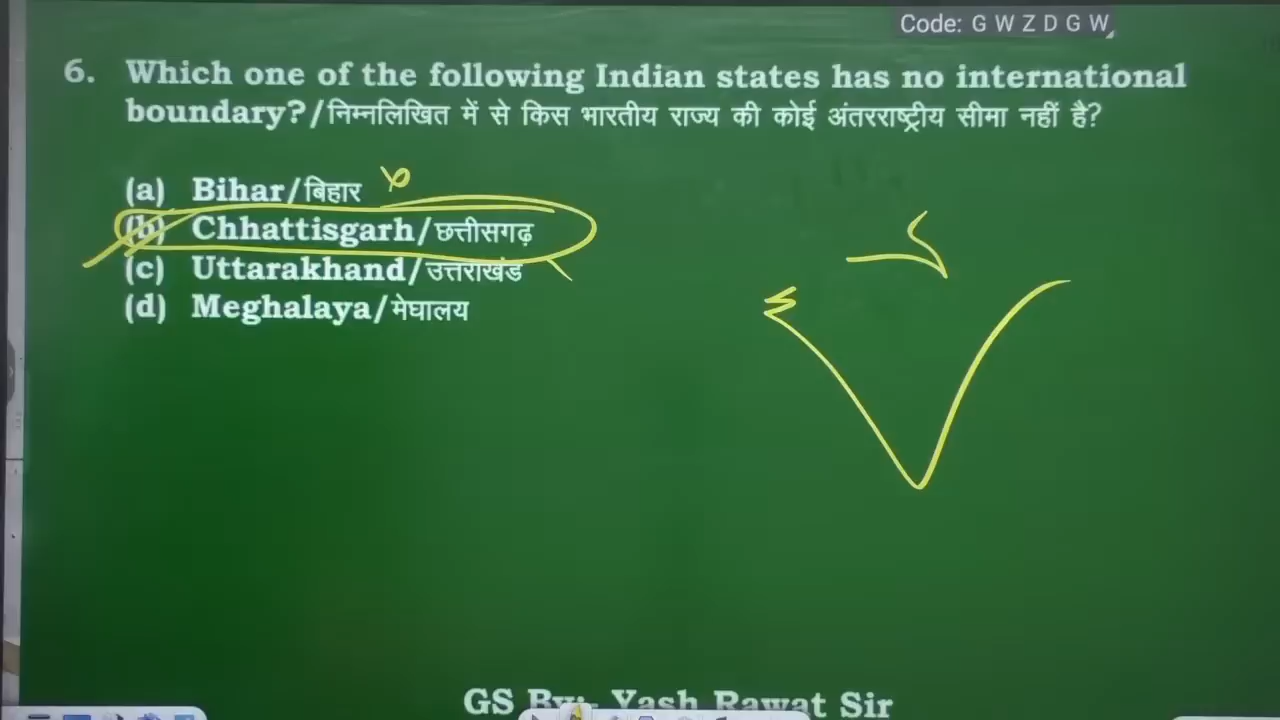 Code: G W Z D G W
6. Which one of the following Indian states has no international
boundary?/निम्नलिखित में से किस भारतीय राज्य की कोई अंतरराष्ट्रीय सीमा नहीं है?
(a) Bihar/बिहार
(b) Chhattisgarh/छत्तीसगढ़
(c) Uttarakhand/उत्तराखंड
(d) Meghalaya/मेघालय
GS By:- Yash Rawat Sir